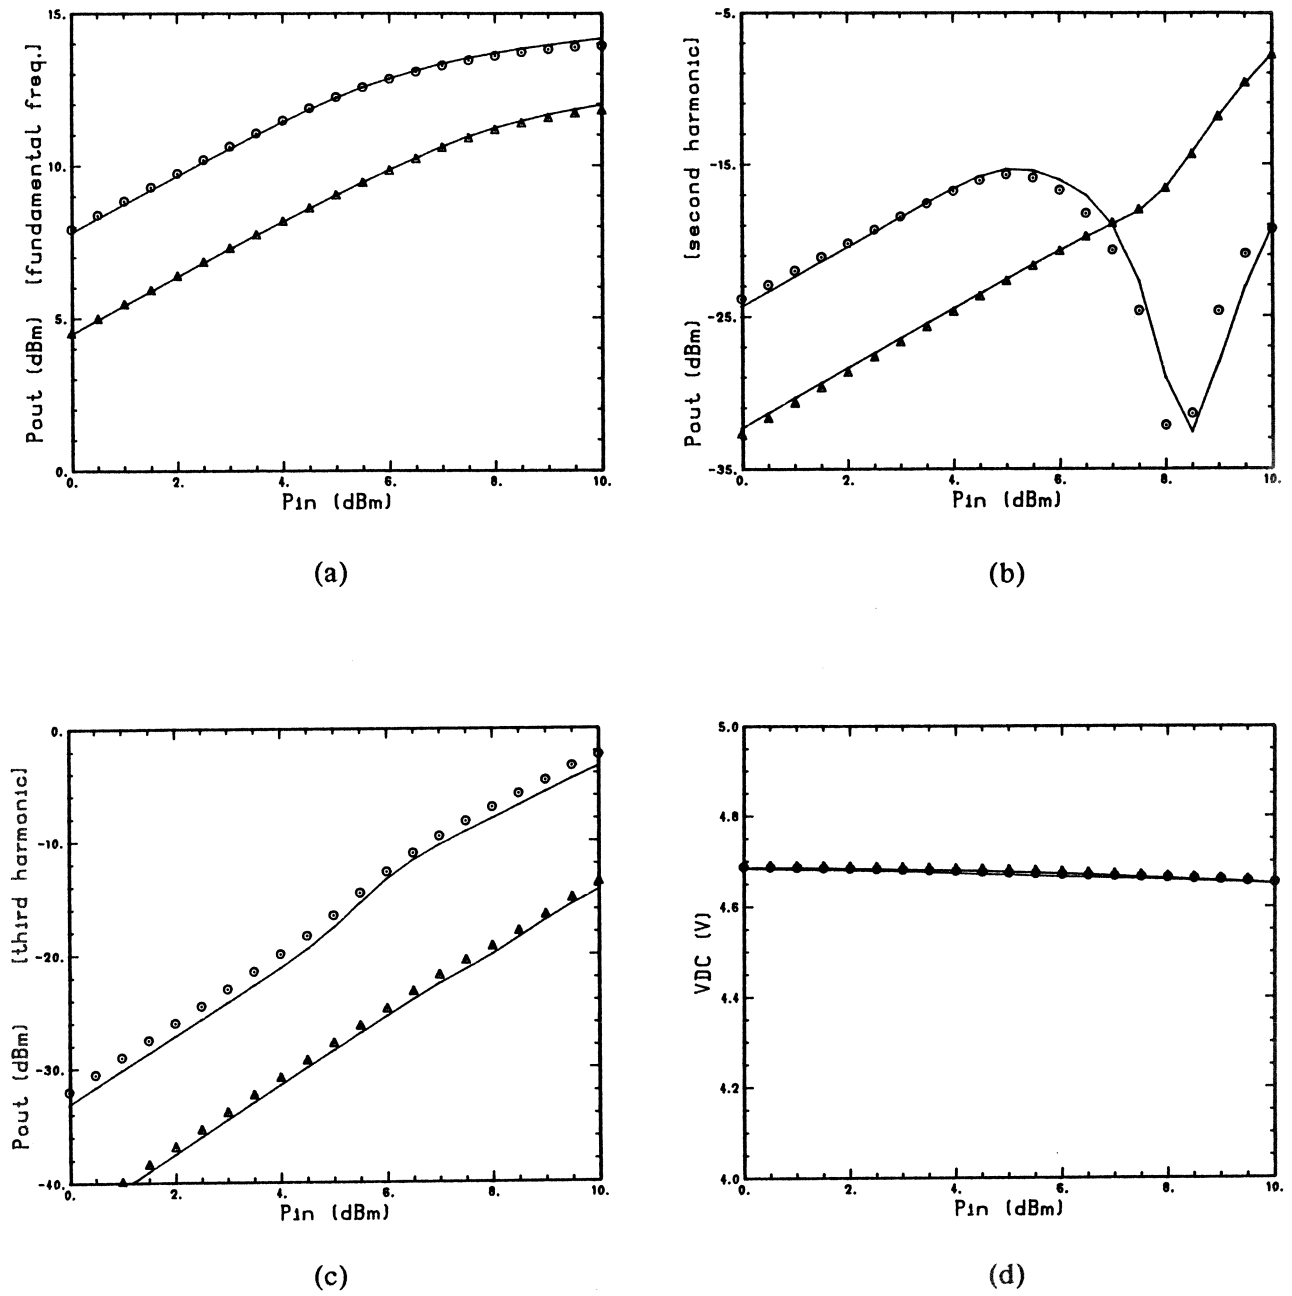 Pout (dBm) [fundamental freq.]
15.
10.
5.
0.
0. 2. 4. 6. 8. 10.
Pin (dBm)
(a)
Pout (dBm) [second harmonic]
-5.
-15.
-25.
-35.
0. 2. 4. 6. 8. 10.
Pin (dBm)
(b)
Pout (dBm) [third harmonic]
0.
-10.
-20.
-30.
-40.
0. 2. 4. 6. 8. 10.
Pin (dBm)
(c)
VDC (V)
5.0
4.8
4.6
4.4
4.2
4.0
0. 2. 4. 6. 8. 10.
Pin (dBm)
(d)